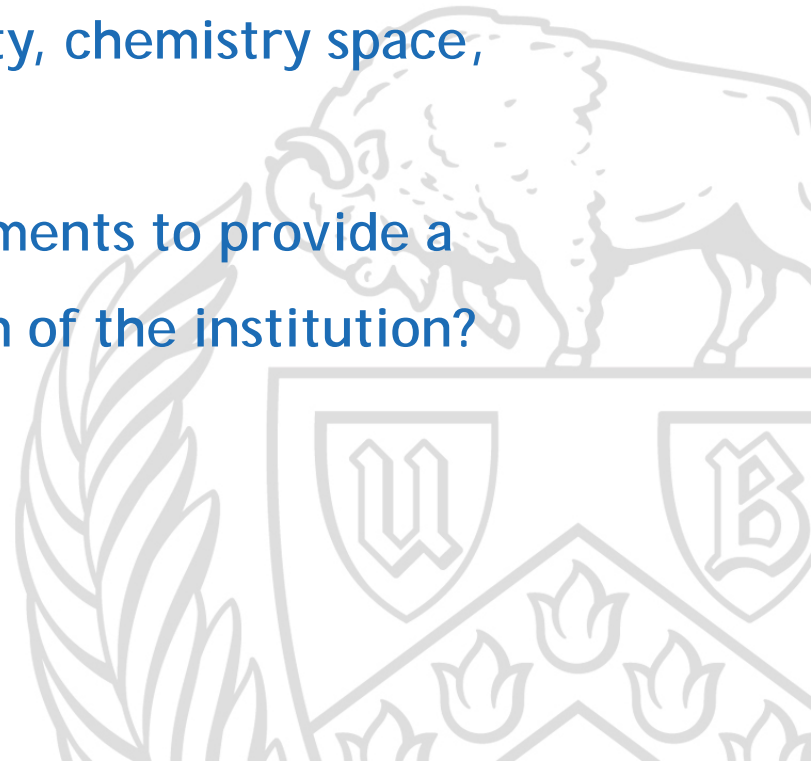 ty, chemistry space,
ments to provide a
n of the institution?
U B